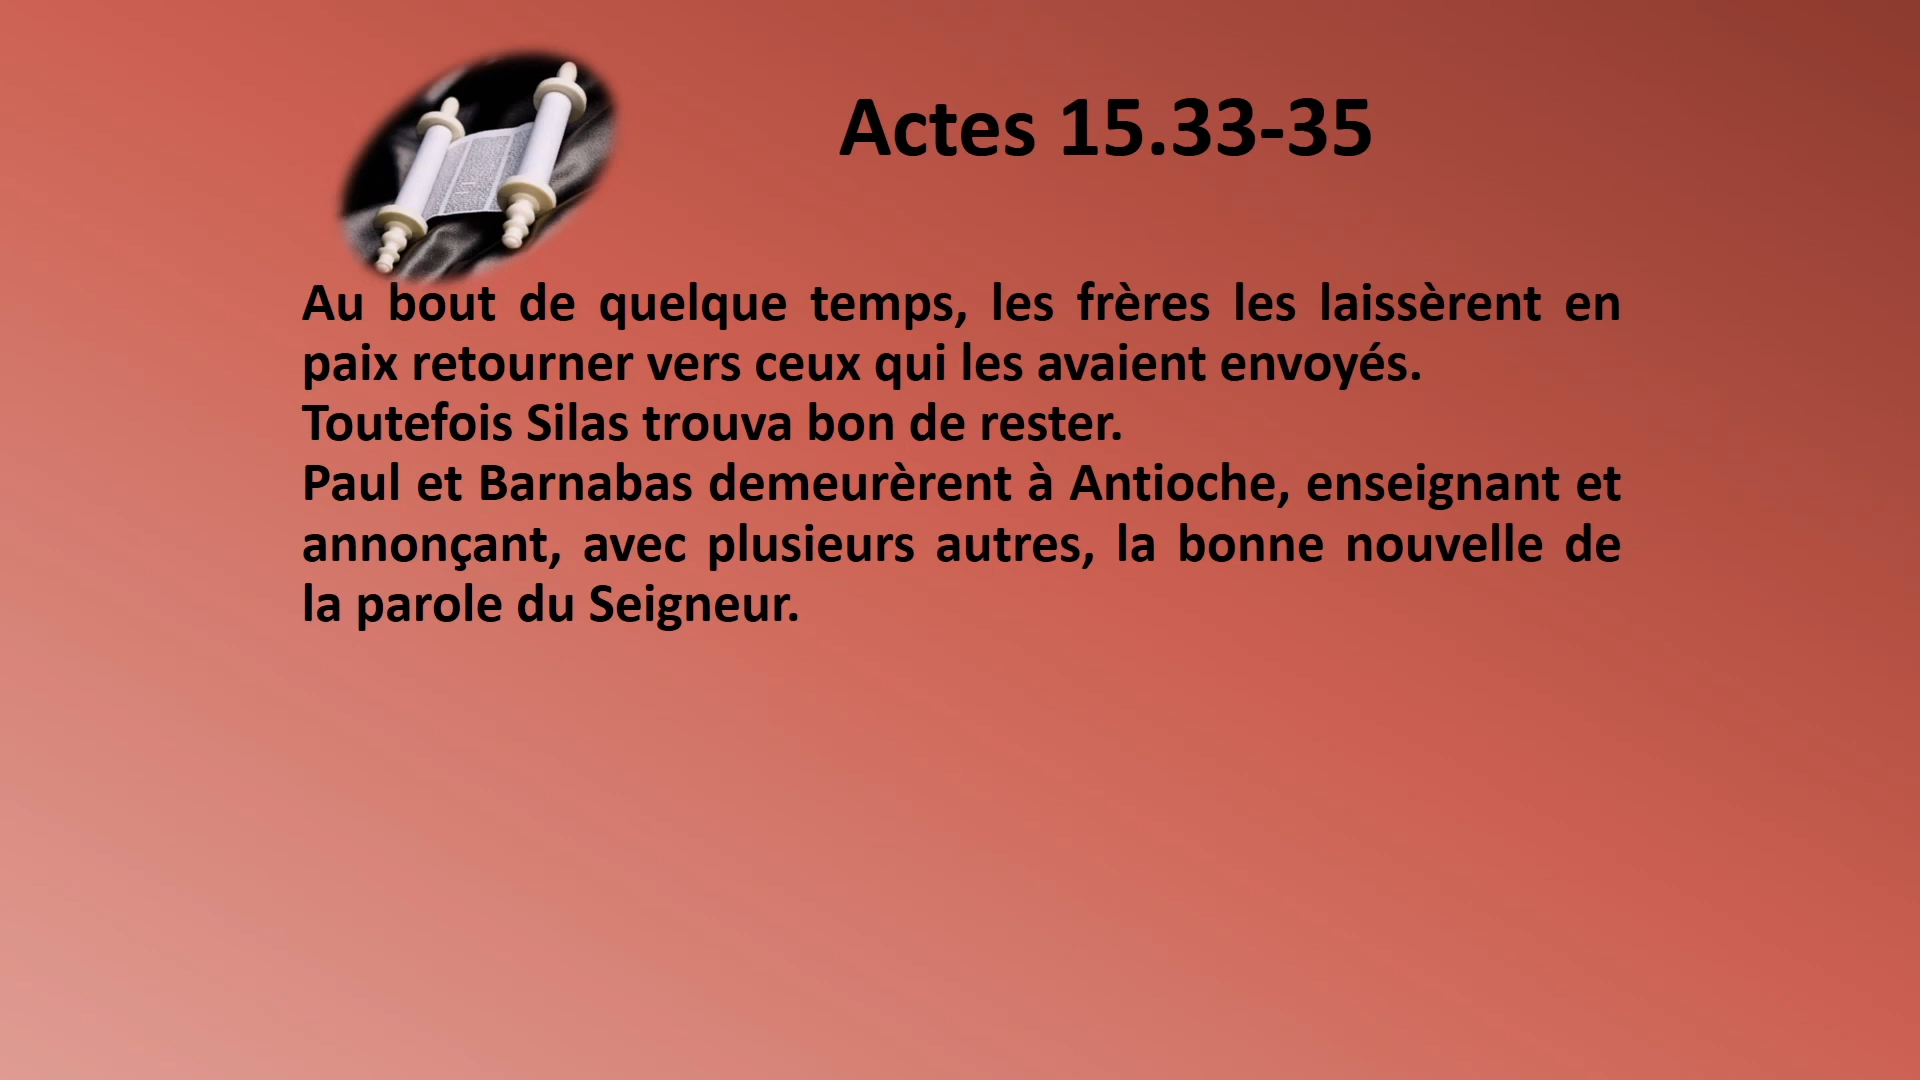 Actes 15.33-35
Au bout de quelque temps, les frères les laissèrent en
paix retourner vers ceux qui les avaient envoyés.
Toutefois Silas trouva bon de rester.
Paul et Barnabas demeurèrent à Antioche, enseignant et
annonçant, avec plusieurs autres, la bonne nouvelle de
la parole du Seigneur.